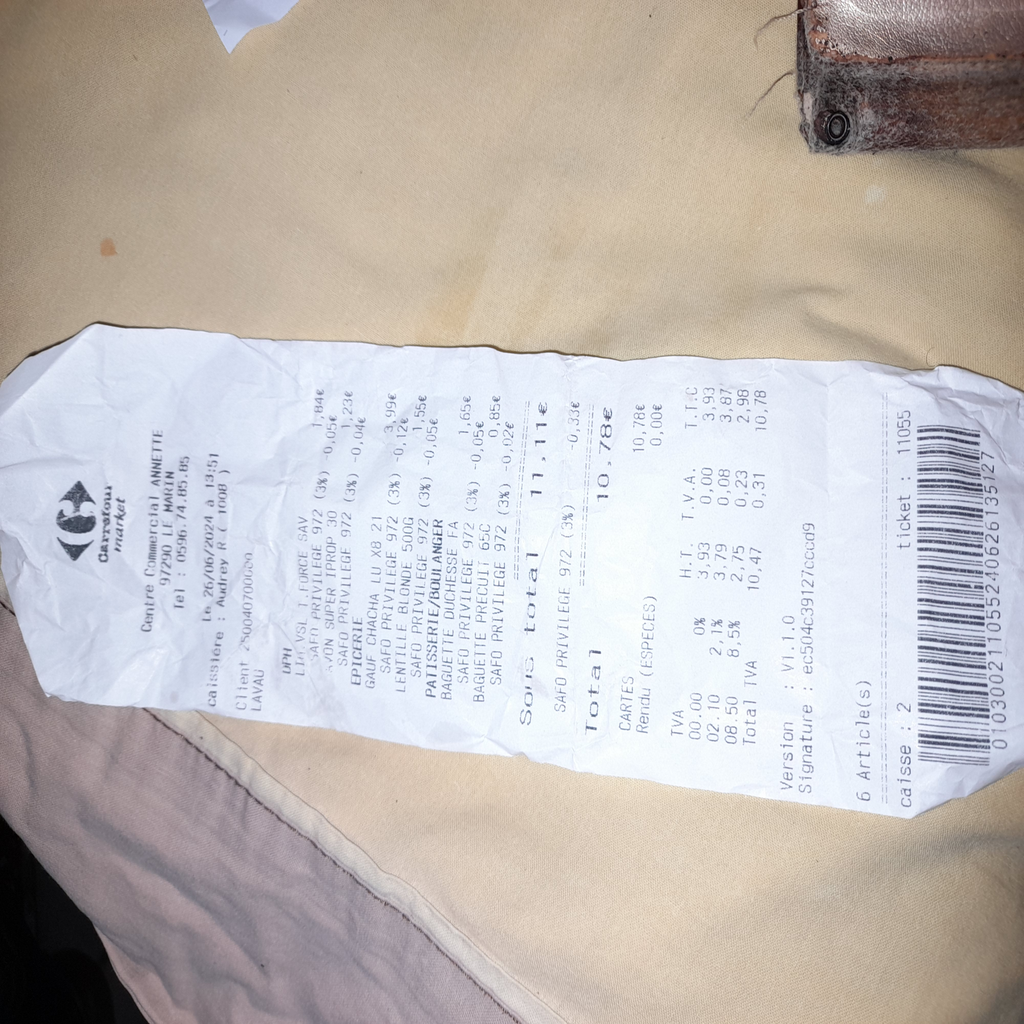 Carrefour
market
Centre Commercial ANNETTE
97290 LE MARIN
Tel : 0596.74.85.85
Le 26/06/2024 à 13:51
caissière : Audrey R ( 1008 )
Client
LAVAU
DPH
VSL 1 FORCE SAV 1,84€
SAFO PRIVILEGE 972 (3%) -0,05€
SUPER TPROP 30 1,23€
SAFO PRIVILEGE 972 (3%) -0,04€
EPICERIE
GAUF CHACHA LU X8 21 3,99€
SAFO PRIVILEGE 972 (3%) -0,12€
LENTILLE BLONDE 500G 1,55€
SAFO PRIVILEGE 972 (3%) -0,05€
PATISSERIE/BOULANGER
BAGUETTE DUCHESSE FA 1,65€
SAFO PRIVILEGE 972 (3%) -0,05€
BAGUETTE PRECUIT 65C 0,85€
SAFO PRIVILEGE 972 (3%) -0,02€
Sous total 11,11€
SAFO PRIVILEGE 972 (3%) -0,33€
Total 10,78€
CARTES 10,78€
Rendu (ESPECES) 0,00€
TVA H.T. T.V.A. T.T.C
00.00 0% 3,93 0,00 3,93
02.10 2,1% 3,79 0,08 3,87
08.50 8,5% 2,75 0,23 2,98
Total TVA 10,47 0,31 10,78
Version : V1.1.0
Signature : ec504c39127cccd9
6 Article(s)
caisse : 2 ticket : 11055
0103000211055240626135127